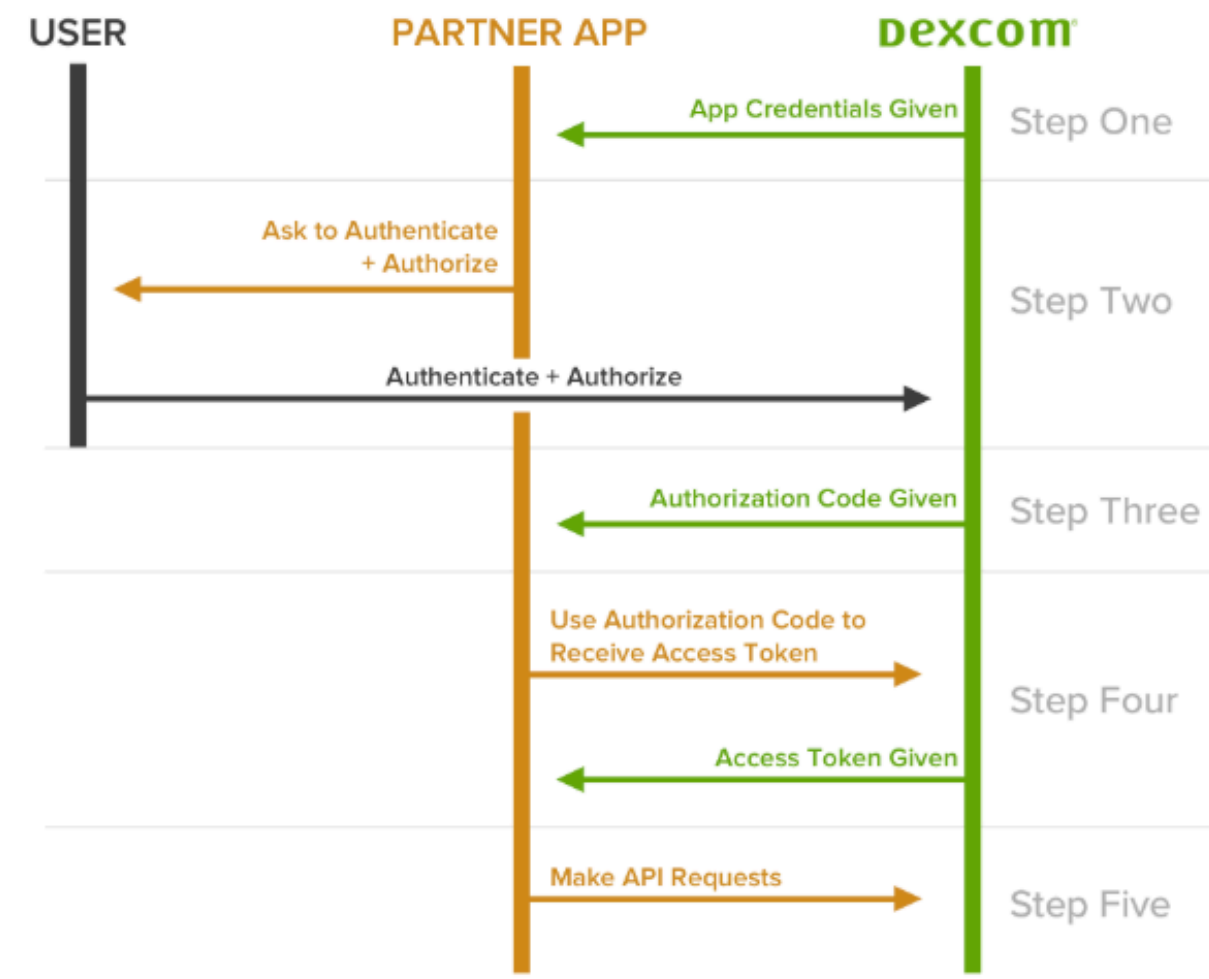 USER
PARTNER APP
Dexcom
App Credentials Given
Step One
Ask to Authenticate
+ Authorize
Step Two
Authenticate + Authorize
Authorization Code Given
Step Three
Use Authorization Code to
Receive Access Token
Step Four
Access Token Given
Make API Requests
Step Five